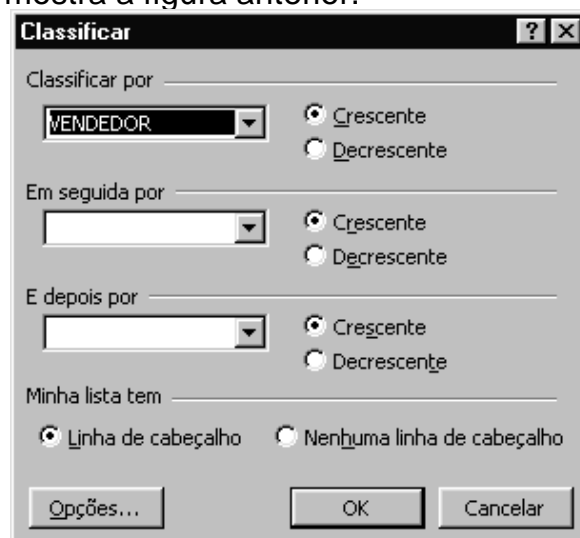 mostra a figura anterior.
Classificar
Classificar por
VENDEDOR
Crescente
Decrescente
Em seguida por
Crescente
Decrescente
E depois por
Crescente
Decrescente
Minha lista tem
Linha de cabeçalho Nenhuma linha de cabeçalho
Opções... OK Cancelar